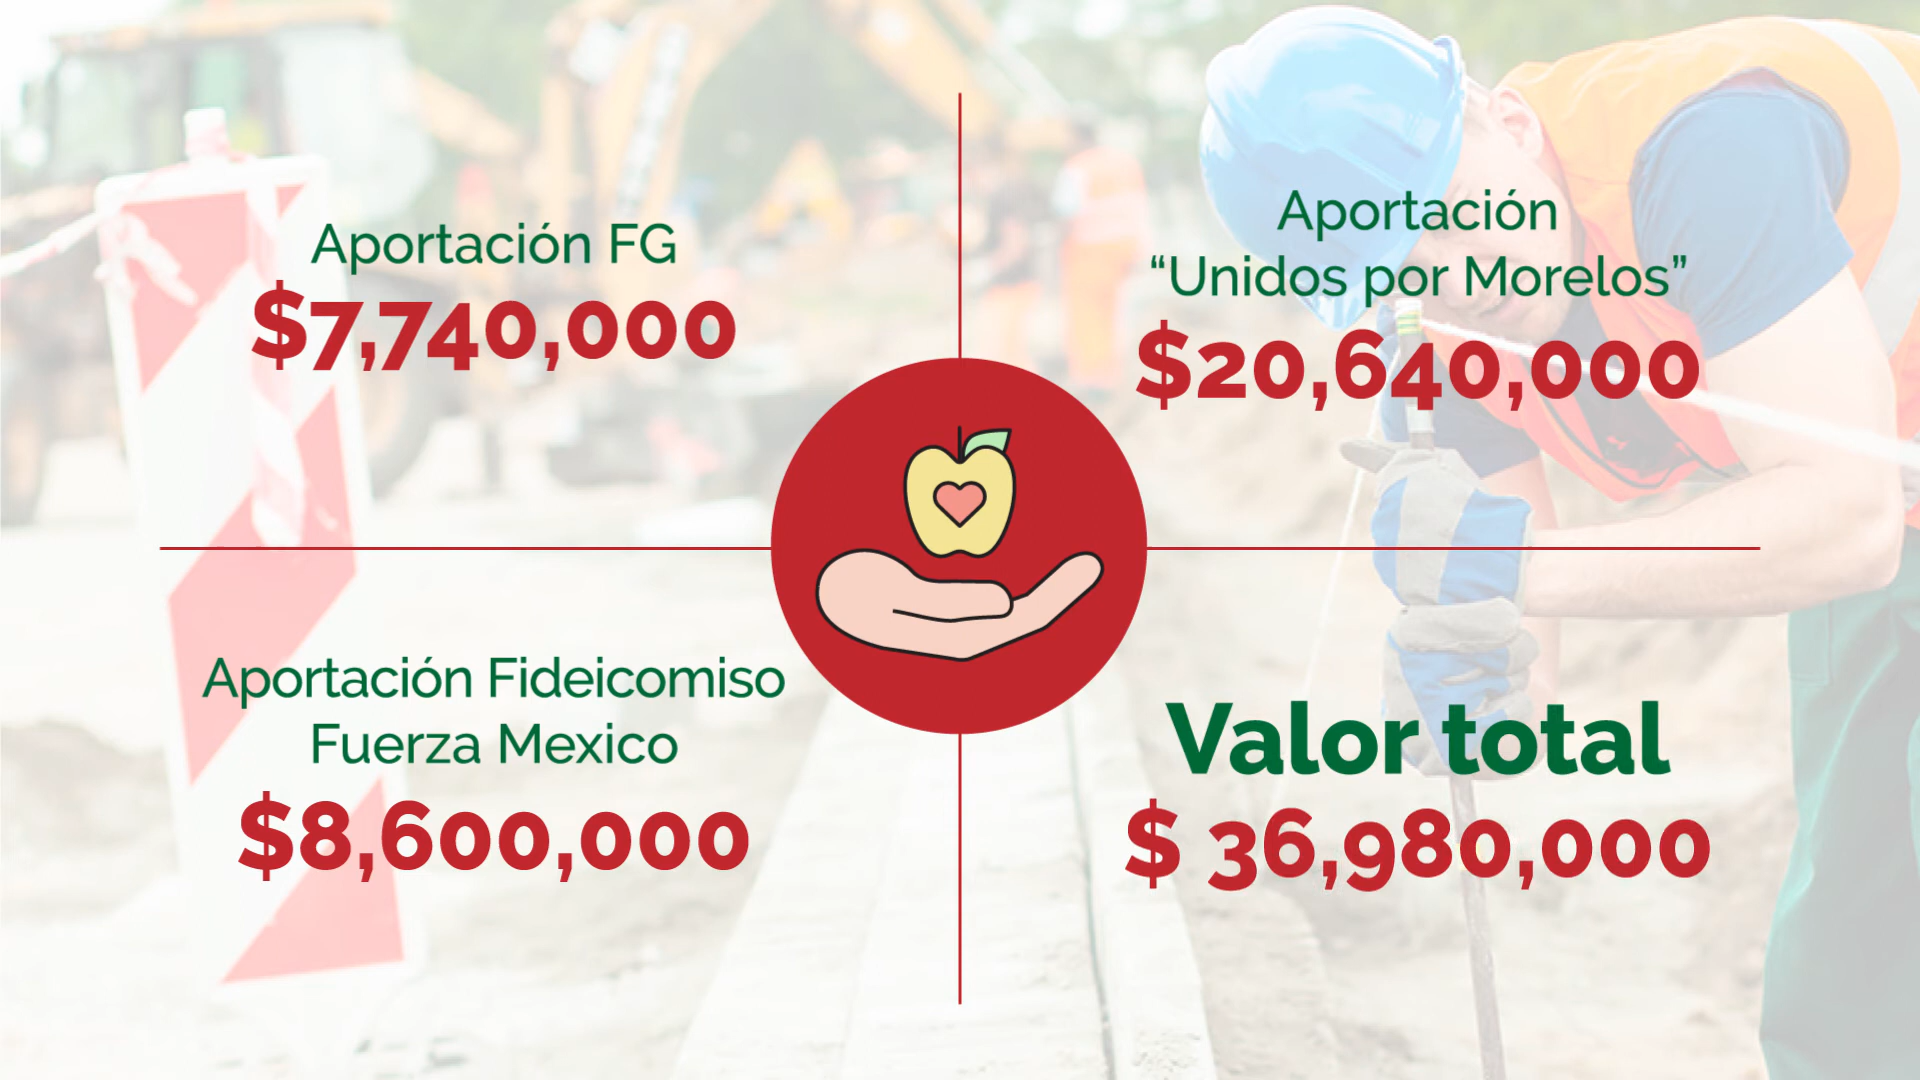 Aportación FG
$7,740,000
Aportación
“Unidos por Morelos”
$20,640,000
Aportación Fideicomiso
Fuerza Mexico
$8,600,000
Valor total
$ 36,980,000